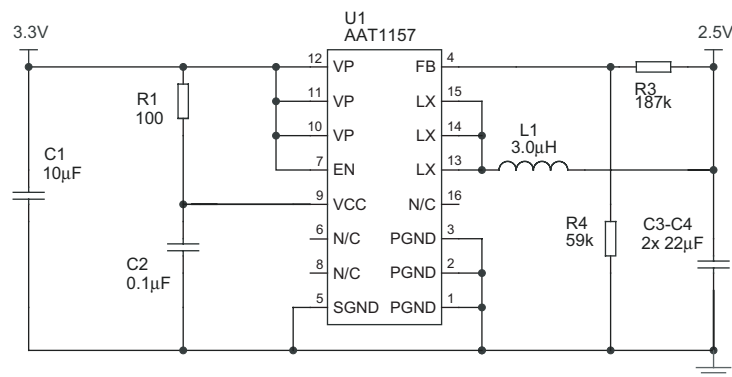 U1
AAT1157
3.3V
2.5V
12
VP
FB
4
11
VP
LX
15
10
VP
LX
14
7
EN
LX
13
9
VCC
N/C
16
6
N/C
PGND
3
8
N/C
PGND
2
5
SGND
PGND
1
R1
100
R3
187k
L1
3.0μH
C1
10μF
R4
59k
C3-C4
2x 22μF
C2
0.1μF